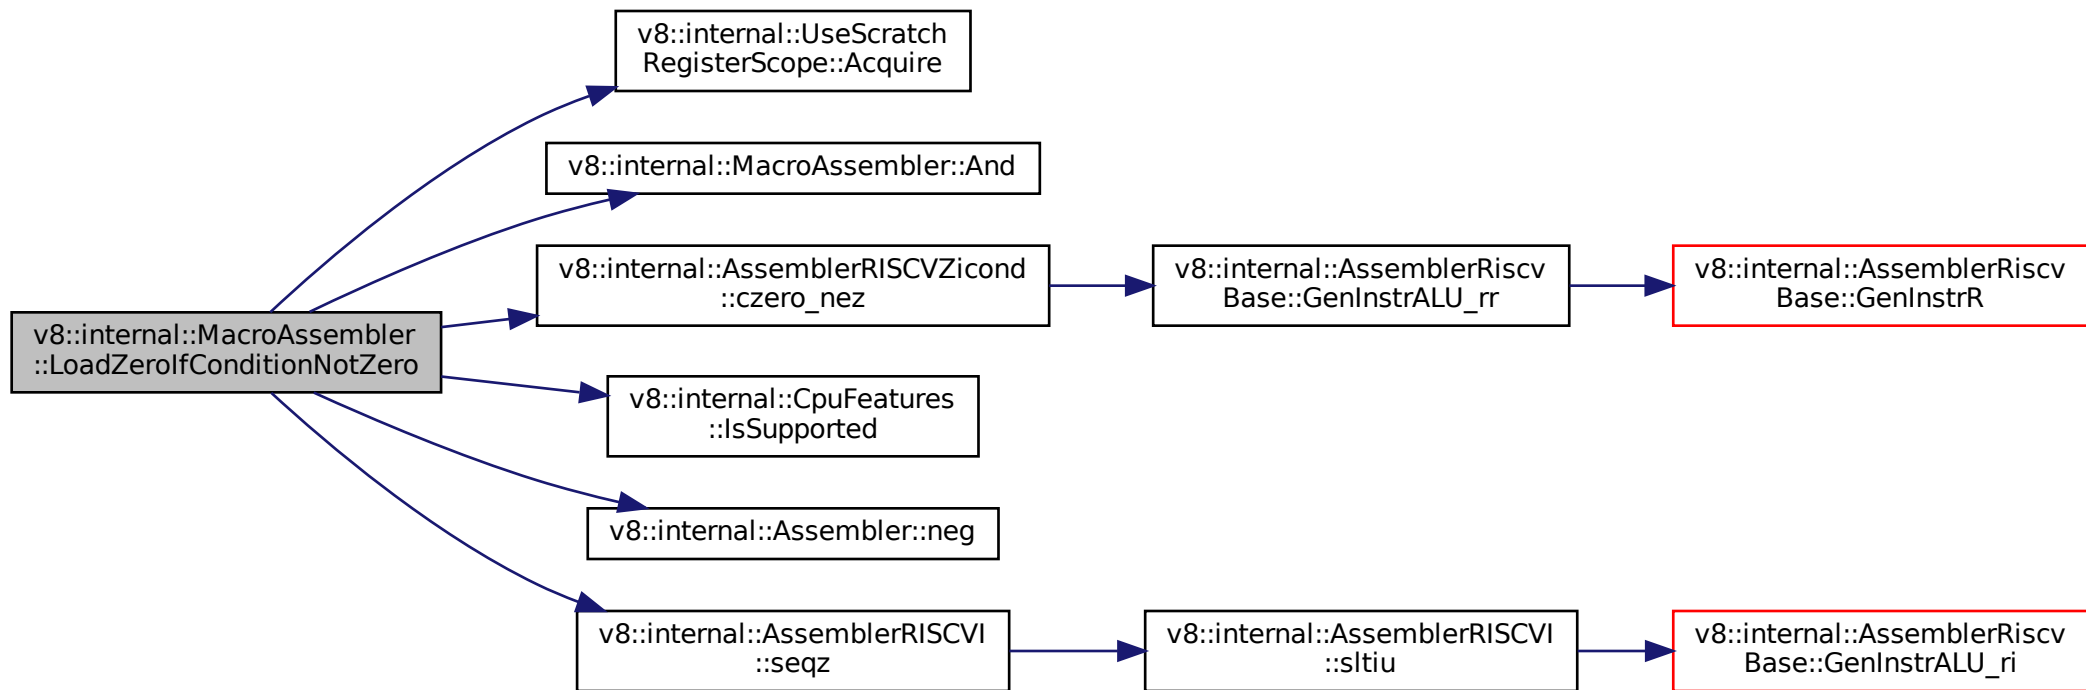 v8::internal::UseScratch
RegisterScope::Acquire
v8::internal::MacroAssembler::And
v8::internal::AssemblerRISCVZicond
::czero_nez
v8::internal::AssemblerRiscv
Base::GenInstrALU_rr
v8::internal::AssemblerRiscv
Base::GenInstrR
v8::internal::MacroAssembler
::LoadZeroIfConditionNotZero
v8::internal::CpuFeatures
::IsSupported
v8::internal::Assembler::neg
v8::internal::AssemblerRISCVI
::seqz
v8::internal::AssemblerRISCVI
::sltiu
v8::internal::AssemblerRiscv
Base::GenInstrALU_ri